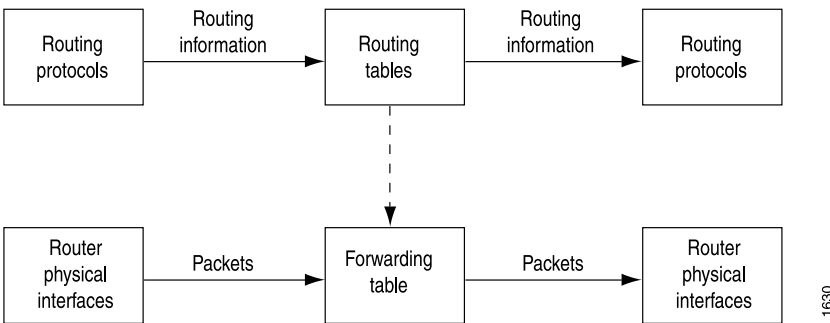 Routing
protocols
Routing
information
Routing
tables
Routing
information
Routing
protocols
Router
physical
interfaces
Packets
Forwarding
table
Packets
Router
physical
interfaces
1630